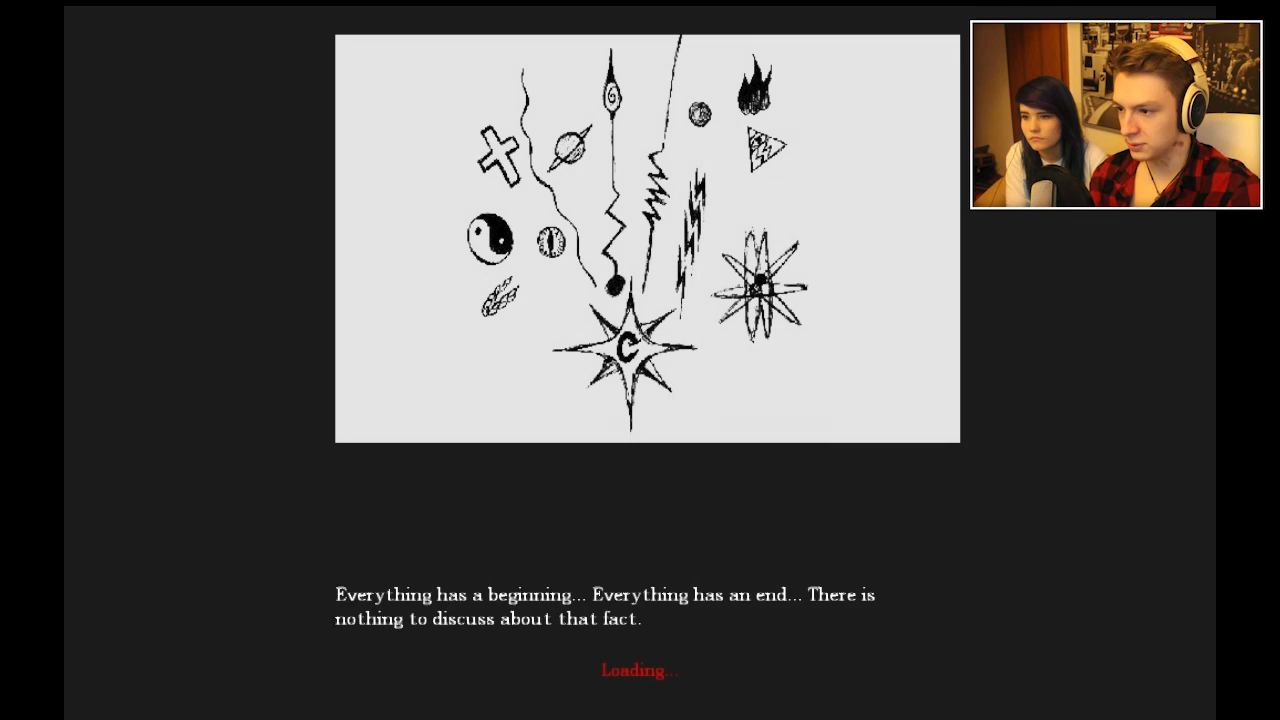 C
Everything has a beginning... Everything has an end... There is
nothing to discuss about that fact.
Loading...